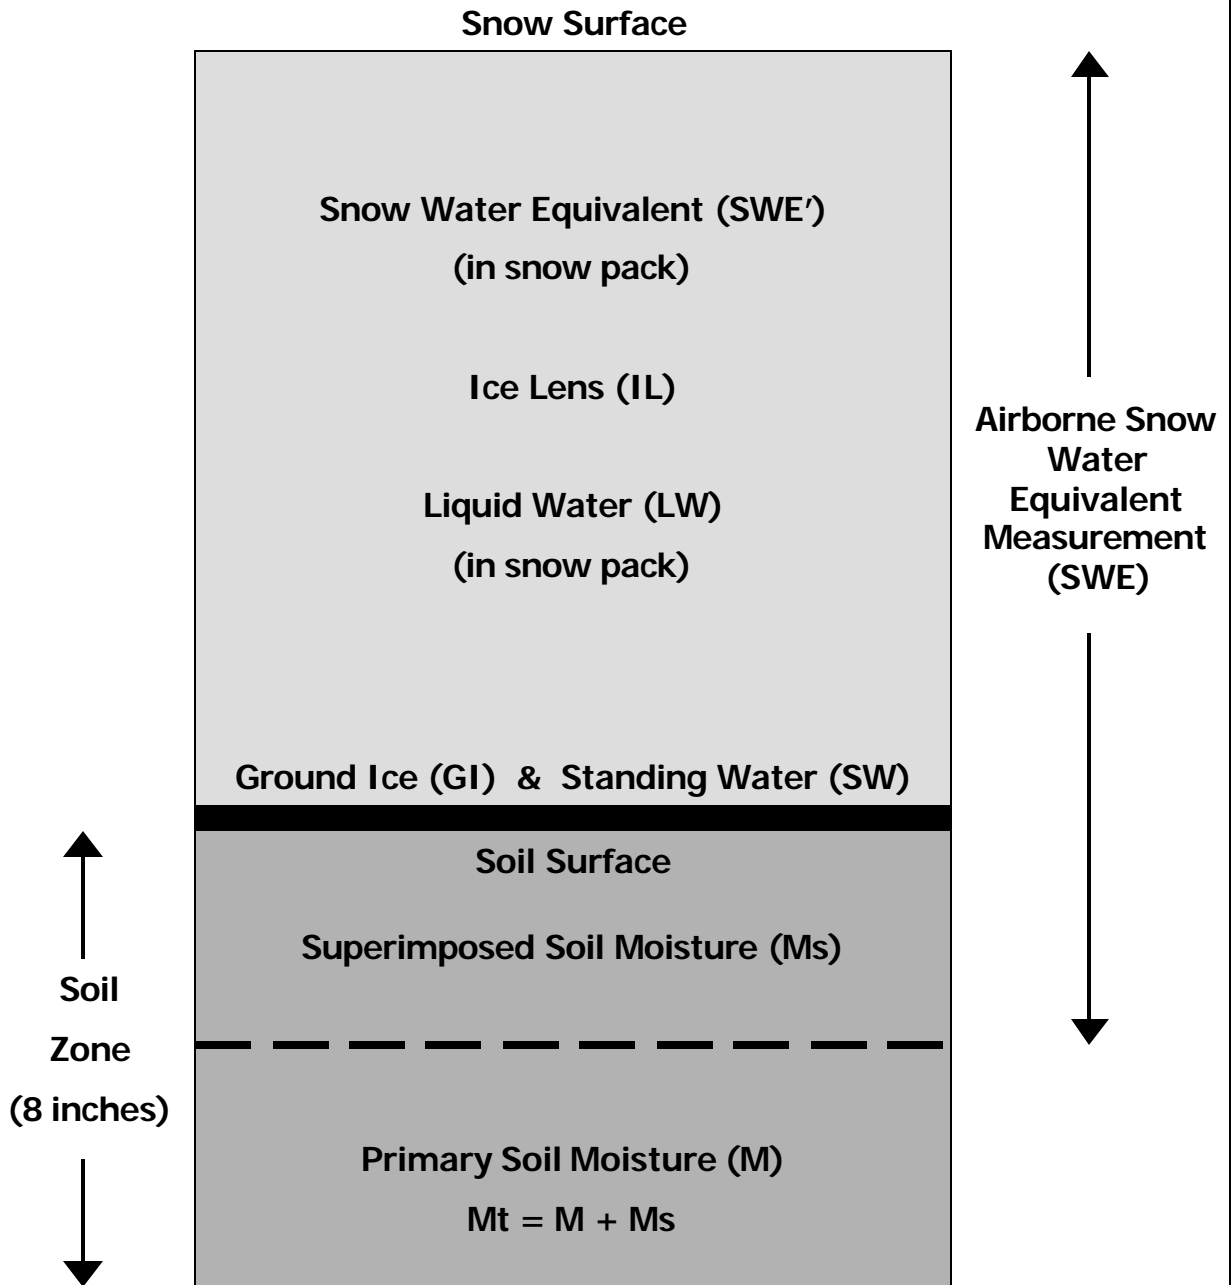 Snow Surface
Snow Water Equivalent (SWE’)
(in snow pack)
Ice Lens (IL)
Liquid Water (LW)
(in snow pack)
Ground Ice (GI) & Standing Water (SW)
Airborne Snow
Water
Equivalent
Measurement
(SWE)
Soil Surface
Superimposed Soil Moisture (Ms)
Soil
Zone
(8 inches)
Primary Soil Moisture (M)
Mt = M + Ms